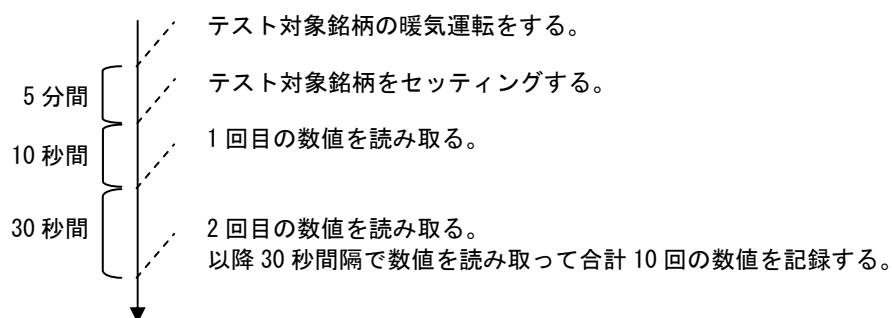 テスト対象銘柄の暖気運転をする。
5 分間
テスト対象銘柄をセッティングする。
10 秒間
1 回目の数値を読み取る。
30 秒間
2 回目の数値を読み取る。
以降 30 秒間隔で数値を読み取って合計 10 回の数値を記録する。